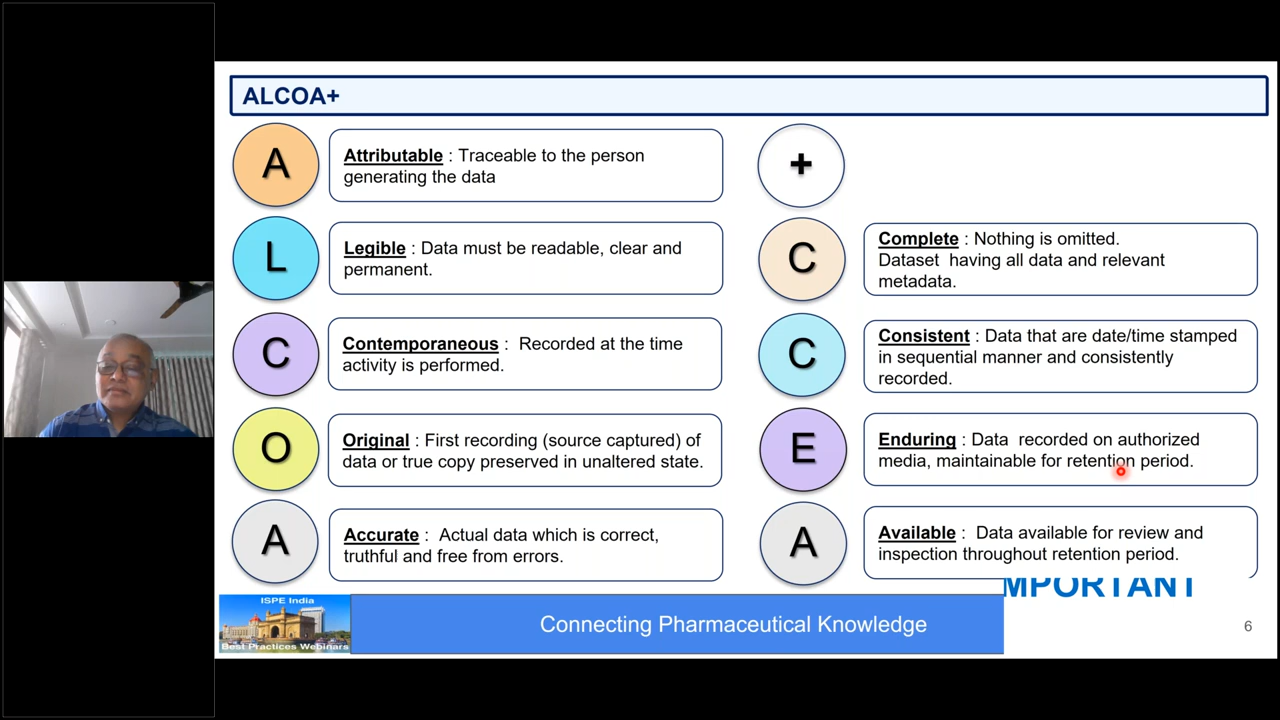 ALCOA+
A
Attributable : Traceable to the person
generating the data
L
Legible : Data must be readable, clear and
permanent.
C
Contemporaneous : Recorded at the time
activity is performed.
O
Original : First recording (source captured) of
data or true copy preserved in unaltered state.
A
Accurate : Actual data which is correct,
truthful and free from errors.
+
C
Complete : Nothing is omitted.
Dataset having all data and relevant
metadata.
C
Consistent : Data that are date/time stamped
in sequential manner and consistently
recorded.
E
Enduring : Data recorded on authorized
media, maintainable for retention period.
A
Available : Data available for review and
inspection throughout retention period.
MPORTANT
ISPE India
Best Practices Webinars
Connecting Pharmaceutical Knowledge
6